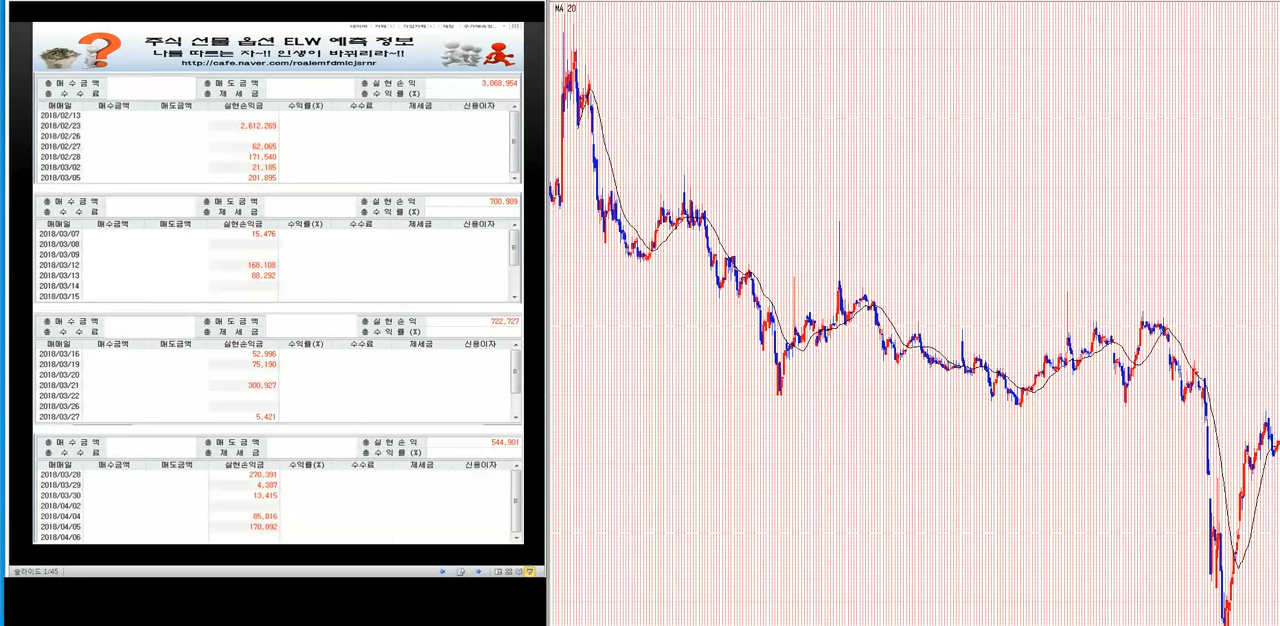 주식 선물 옵션 ELW 예측 정보
나를 따르는 자~!! 인생이 바뀌리라~!!
http://cafe.naver.com/roalemfdmlcjsrnr
총 매 수 금 액 총 매 도 금 액 총 실 현 손 익 3,068,954
총 수 수 료 총 제 세 금 총 수 익 률 (%)
매매일 매수금액 매도금액 실현손익금 수익률(%) 수수료 제세금 신용이자
2018/02/13
2018/02/23 2,612,269
2018/02/26
2018/02/27 62,065
2018/02/28 171,540
2018/03/02 21,185
2018/03/05 201,895
총 매 수 금 액 총 매 도 금 액 총 실 현 손 익 700,989
총 수 수 료 총 제 세 금 총 수 익 률 (%)
매매일 매수금액 매도금액 실현손익금 수익률(%) 수수료 제세금 신용이자
2018/03/07 15,476
2018/03/08
2018/03/09
2018/03/12 168,108
2018/03/13 88,292
2018/03/14
2018/03/15
총 매 수 금 액 총 매 도 금 액 총 실 현 손 익 722,727
총 수 수 료 총 제 세 금 총 수 익 률 (%)
매매일 매수금액 매도금액 실현손익금 수익률(%) 수수료 제세금 신용이자
2018/03/16 52,996
2018/03/19 75,190
2018/03/20
2018/03/21 300,927
2018/03/22
2018/03/26
2018/03/27 5,421
총 매 수 금 액 총 매 도 금 액 총 실 현 손 익 544,901
총 수 수 료 총 제 세 금 총 수 익 률 (%)
매매일 매수금액 매도금액 실현손익금 수익률(%) 수수료 제세금 신용이자
2018/03/28 270,391
2018/03/29 4,387
2018/03/30 13,415
2018/04/02
2018/04/04 85,816
2018/04/05 170,892
2018/04/06
슬라이드 1/45
MA 20